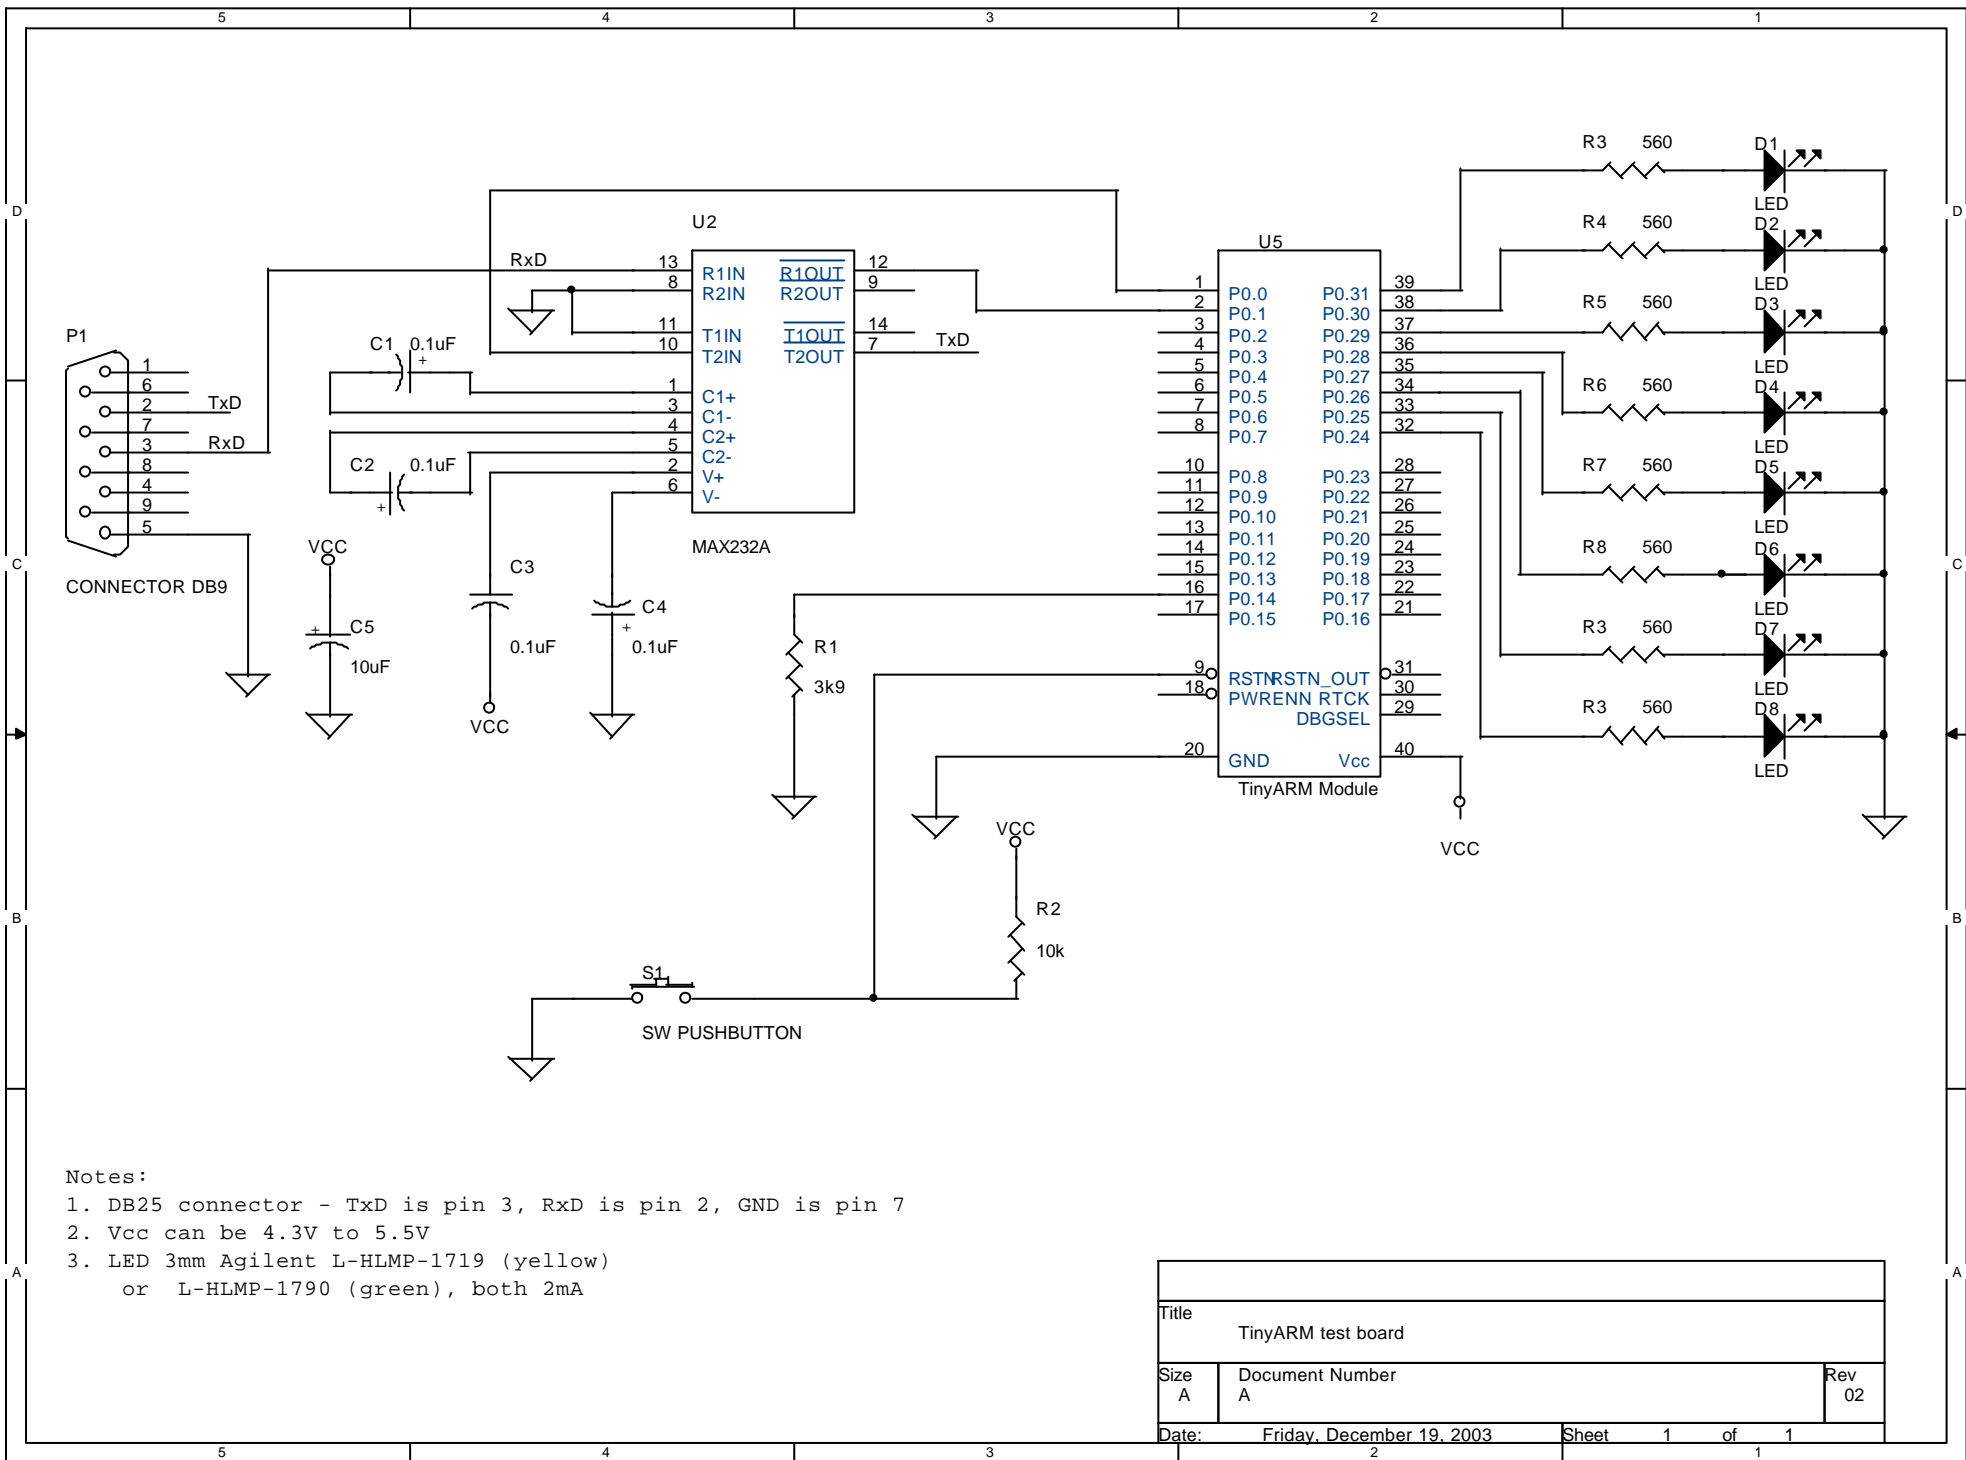 5 4 3 2 1
D D
C C
B B
A A
P1
1
6
2 TxD
7
3 RxD
8
4
9
5
CONNECTOR DB9
VCC
+ C5
10uF
C1 0.1uF
+
C2 0.1uF
+
C3
0.1uF
VCC
C4
+
0.1uF
U2
RxD
13 R1IN R1OUT 12
8 R2IN R2OUT 9
11 T1IN T1OUT 14
10 T2IN T2OUT 7 TxD
1 C1+
3 C1-
4 C2+
5 C2-
2 V+
6 V-
MAX232A
R1
3k9
U5
1 P0.0 P0.31 39
2 P0.1 P0.30 38
3 P0.2 P0.29 37
4 P0.3 P0.28 36
5 P0.4 P0.27 35
6 P0.5 P0.26 34
7 P0.6 P0.25 33
8 P0.7 P0.24 32
10 P0.8 P0.23 28
11 P0.9 P0.22 27
12 P0.10 P0.21 26
13 P0.11 P0.20 25
14 P0.12 P0.19 24
15 P0.13 P0.18 23
16 P0.14 P0.17 22
17 P0.15 P0.16 21
9 RSTN RSTN_OUT 31
18 PWRENN RTCK 30
DBGSEL 29
20 GND Vcc 40
TinyARM Module
VCC
VCC
R2
10k
S1
SW PUSHBUTTON
R3 560 D1
LED
R4 560 D2
LED
R5 560 D3
LED
R6 560 D4
LED
R7 560 D5
LED
R8 560 D6
LED
R3 560 D7
LED
R3 560 D8
LED
Notes:
1. DB25 connector - TxD is pin 3, RxD is pin 2, GND is pin 7
2. Vcc can be 4.3V to 5.5V
3. LED 3mm Agilent L-HLMP-1719 (yellow)
or L-HLMP-1790 (green), both 2mA
Title
TinyARM test board
Size Document Number Rev
A A 02
Date: Friday, December 19, 2003 Sheet 1 of 1
5 4 3 2 1